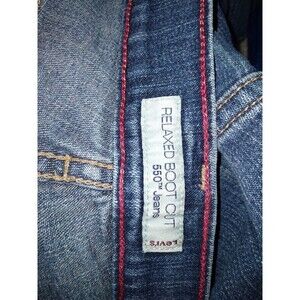 RELAXED BOOT CUT
550™ Jeans
Levi's